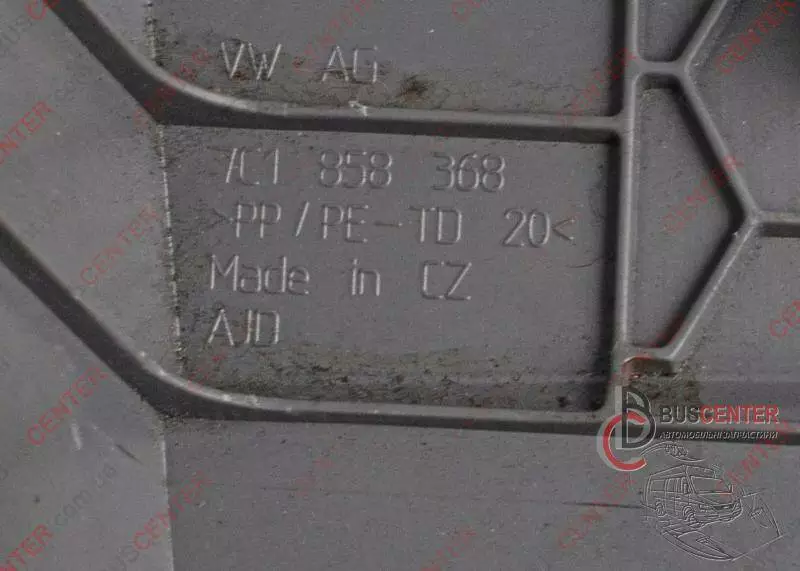 VW AG
7C1 858 368
>PP/PE-TD 20<
Made in CZ
AJD
BUSCENTER
АВТОМОБІЛЬНІ ЗАПЧАСТИНИ